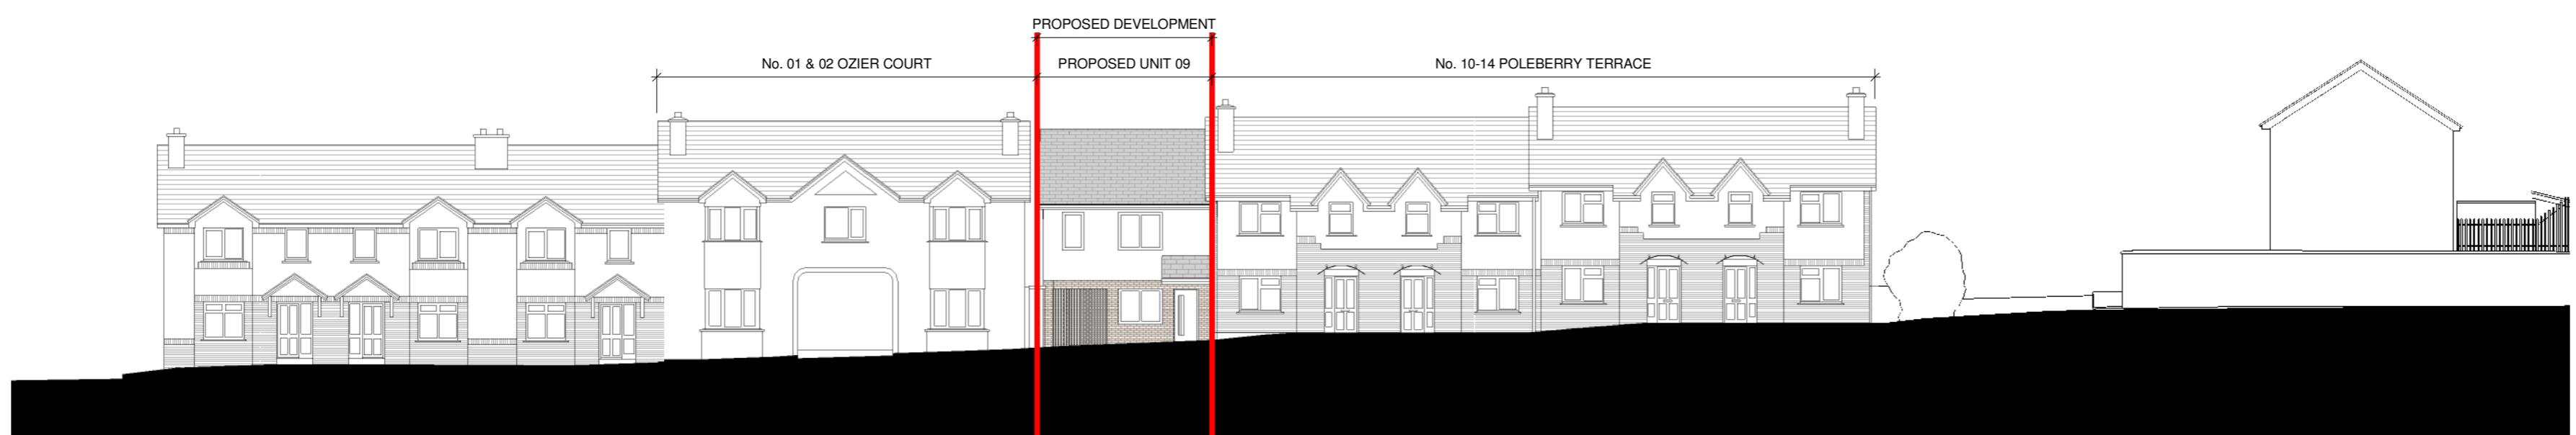 PROPOSED DEVELOPMENT
No. 01 & 02 OZIER COURT
PROPOSED UNIT 09
No. 10-14 POLEBERRY TERRACE